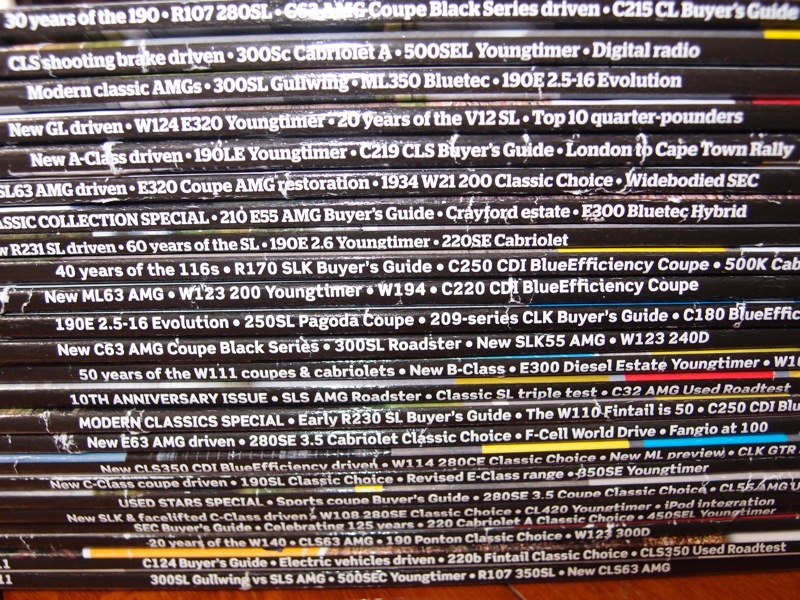 30 years of the 190 • R107 280SL • C63 AMG Coupe Black Series driven • C215 CL Buyer's Guide
CLS shooting brake driven • 300Sc Cabriolet A • 500SEL Youngtimer • Digital radio
Modern classic AMGs • 300SL Gullwing • ML350 Bluetec • 190E 2.5-16 Evolution
New GL driven • W124 E320 Youngtimer • 20 years of the V12 SL • Top 10 quarter-pounders
New A-Class driven • 190LE Youngtimer • C219 CLS Buyer's Guide • London to Cape Town Rally
SL63 AMG driven • E320 Coupe AMG restoration • 1934 W21 200 Classic Choice • Widebodied SEC
ASSIC COLLECTION SPECIAL • 210 E55 AMG Buyer's Guide • Crayford estate • E300 Bluetec Hybrid
w R231 SL driven • 60 years of the SL • 190E 2.6 Youngtimer • 220SE Cabriolet
40 years of the 116s • R170 SLK Buyer's Guide • C250 CDI BlueEfficiency Coupe • 500K Cab
New ML63 AMG • W123 200 Youngtimer • W194 • C220 CDI BlueEfficiency Coupe
190E 2.5-16 Evolution • 250SL Pagoda Coupe • 209-series CLK Buyer's Guide • C180 BlueEffic
New C63 AMG Coupe Black Series • 300SL Roadster • New SLK55 AMG • W123 240D
50 years of the W111 coupes & cabriolets • New B-Class • E300 Diesel Estate Youngtimer • W16
10TH ANNIVERSARY ISSUE • SLS AMG Roadster • Classic SL triple test • C32 AMG Used Roadtest
MODERN CLASSICS SPECIAL • Early R230 SL Buyer's Guide • The W110 Fintail is 50 • C250 CDI Blu
New E63 AMG driven • 280SE 3.5 Cabriolet Classic Choice • F-Cell World Drive • Fangio at 100
New CLS350 CDI BlueEfficiency driven • W114 280CE Classic Choice • New ML preview • CLK GTR
New C-Class coupe driven • 190SL Classic Choice • Revised E-Class range • 350SE Youngtimer
USED STARS SPECIAL • Sports coupe Buyer's Guide • 280SE 3.5 Coupe Classic Choice • CL55 AMG U
New SLK & facelifted C-Class driven • W108 280SE Classic Choice • CL420 Youngtimer • iPod integration
SEC Buyer's Guide • Celebrating 125 years • 220 Cabriolet A Classic Choice • 450SEL Youngtimer
20 years of the W140 • CLS63 AMG • 190 Ponton Classic Choice • W123 300D
C124 Buyer's Guide • Electric vehicles driven • 220b Fintail Classic Choice • CLS350 Used Roadtest
11 300SL Gullwing vs SLS AMG • 500SEC Youngtimer • R107 350SL • New CLS63 AMG